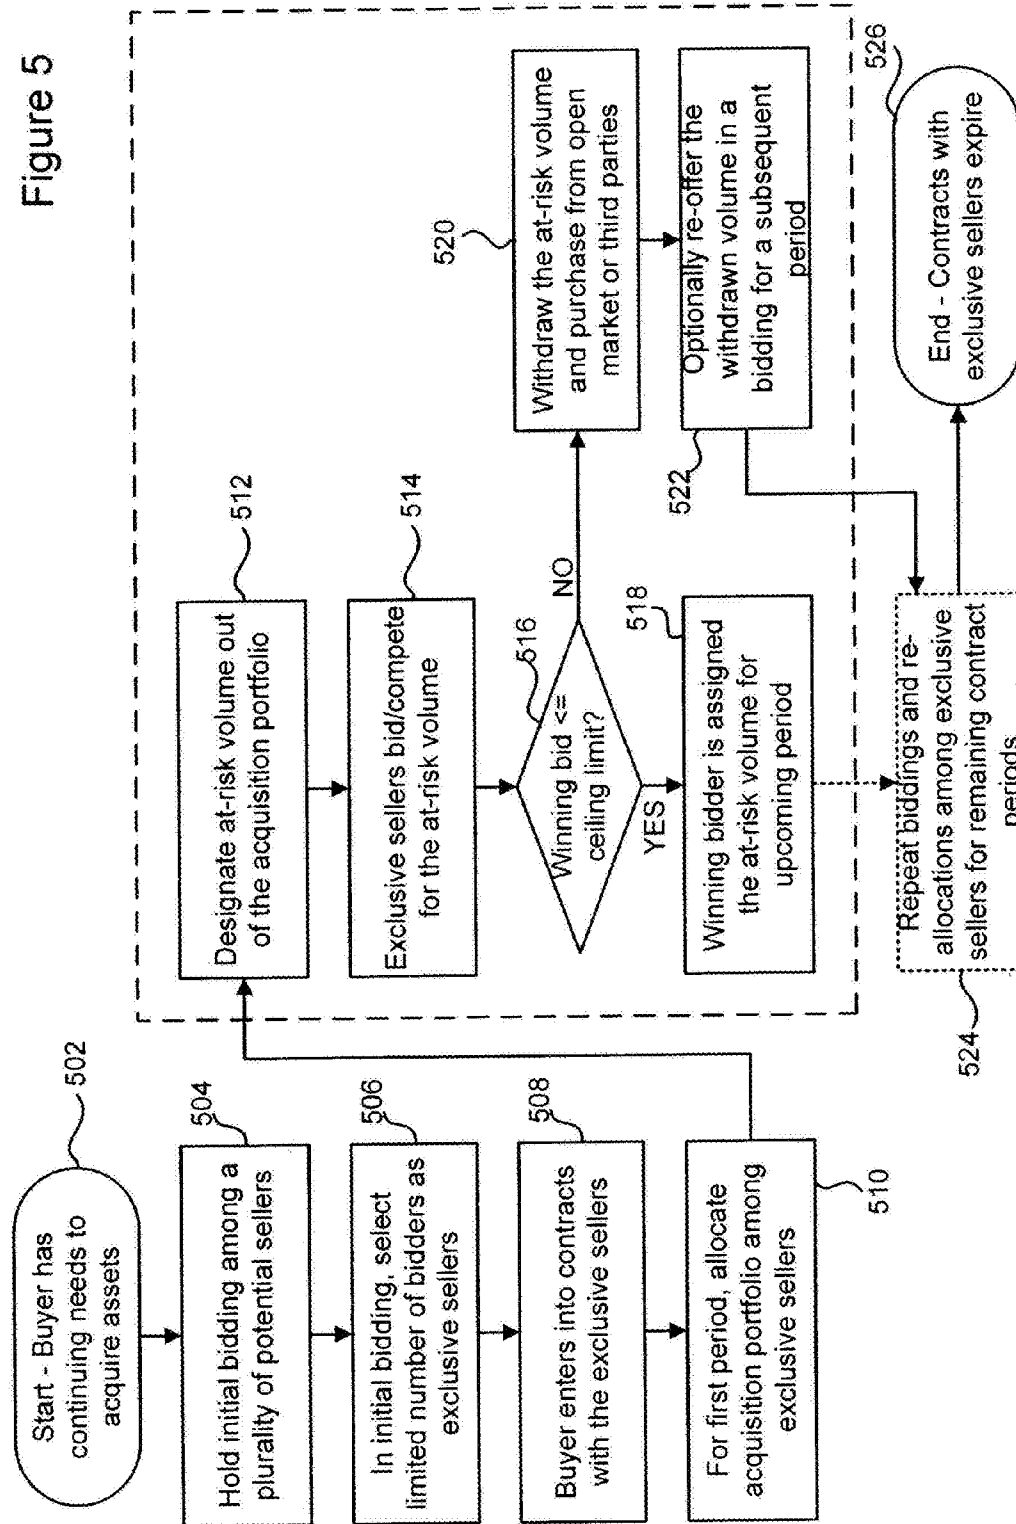 Figure 5
502
Start - Buyer has
continuing needs to
acquire assets
504
Hold initial bidding among a
plurality of potential sellers
506
In initial bidding, select
limited number of bidders as
exclusive sellers
508
Buyer enters into contracts
with the exclusive sellers
For first period, allocate
acquisition portfolio among
exclusive sellers
510
512
Designate at-risk volume out
of the acquisition portfolio
514
Exclusive sellers bid/compete
for the at-risk volume
516
Winning bid <=
ceiling limit?
NO
YES
518
Winning bidder is assigned
the at-risk volume for
upcoming period
520
Withdraw the at-risk volume
and purchase from open
market or third parties
522
Optionally re-offer the
withdrawn volume in a
bidding for a subsequent
period
524
Repeat biddings and re-
allocations among exclusive
sellers for remaining contract
periods
526
End - Contracts with
exclusive sellers expire